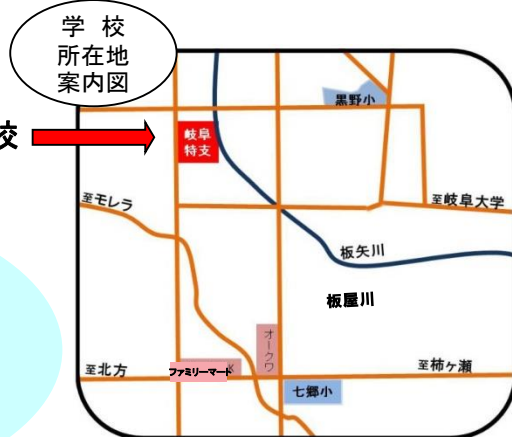 学 校
所在地
案内図
校
黒野小
岐阜
特支
至モレラ
至岐阜大学
板矢川
板屋川
オークワ
至北方
ファミリーマート
K
至柿ヶ瀬
七郷小